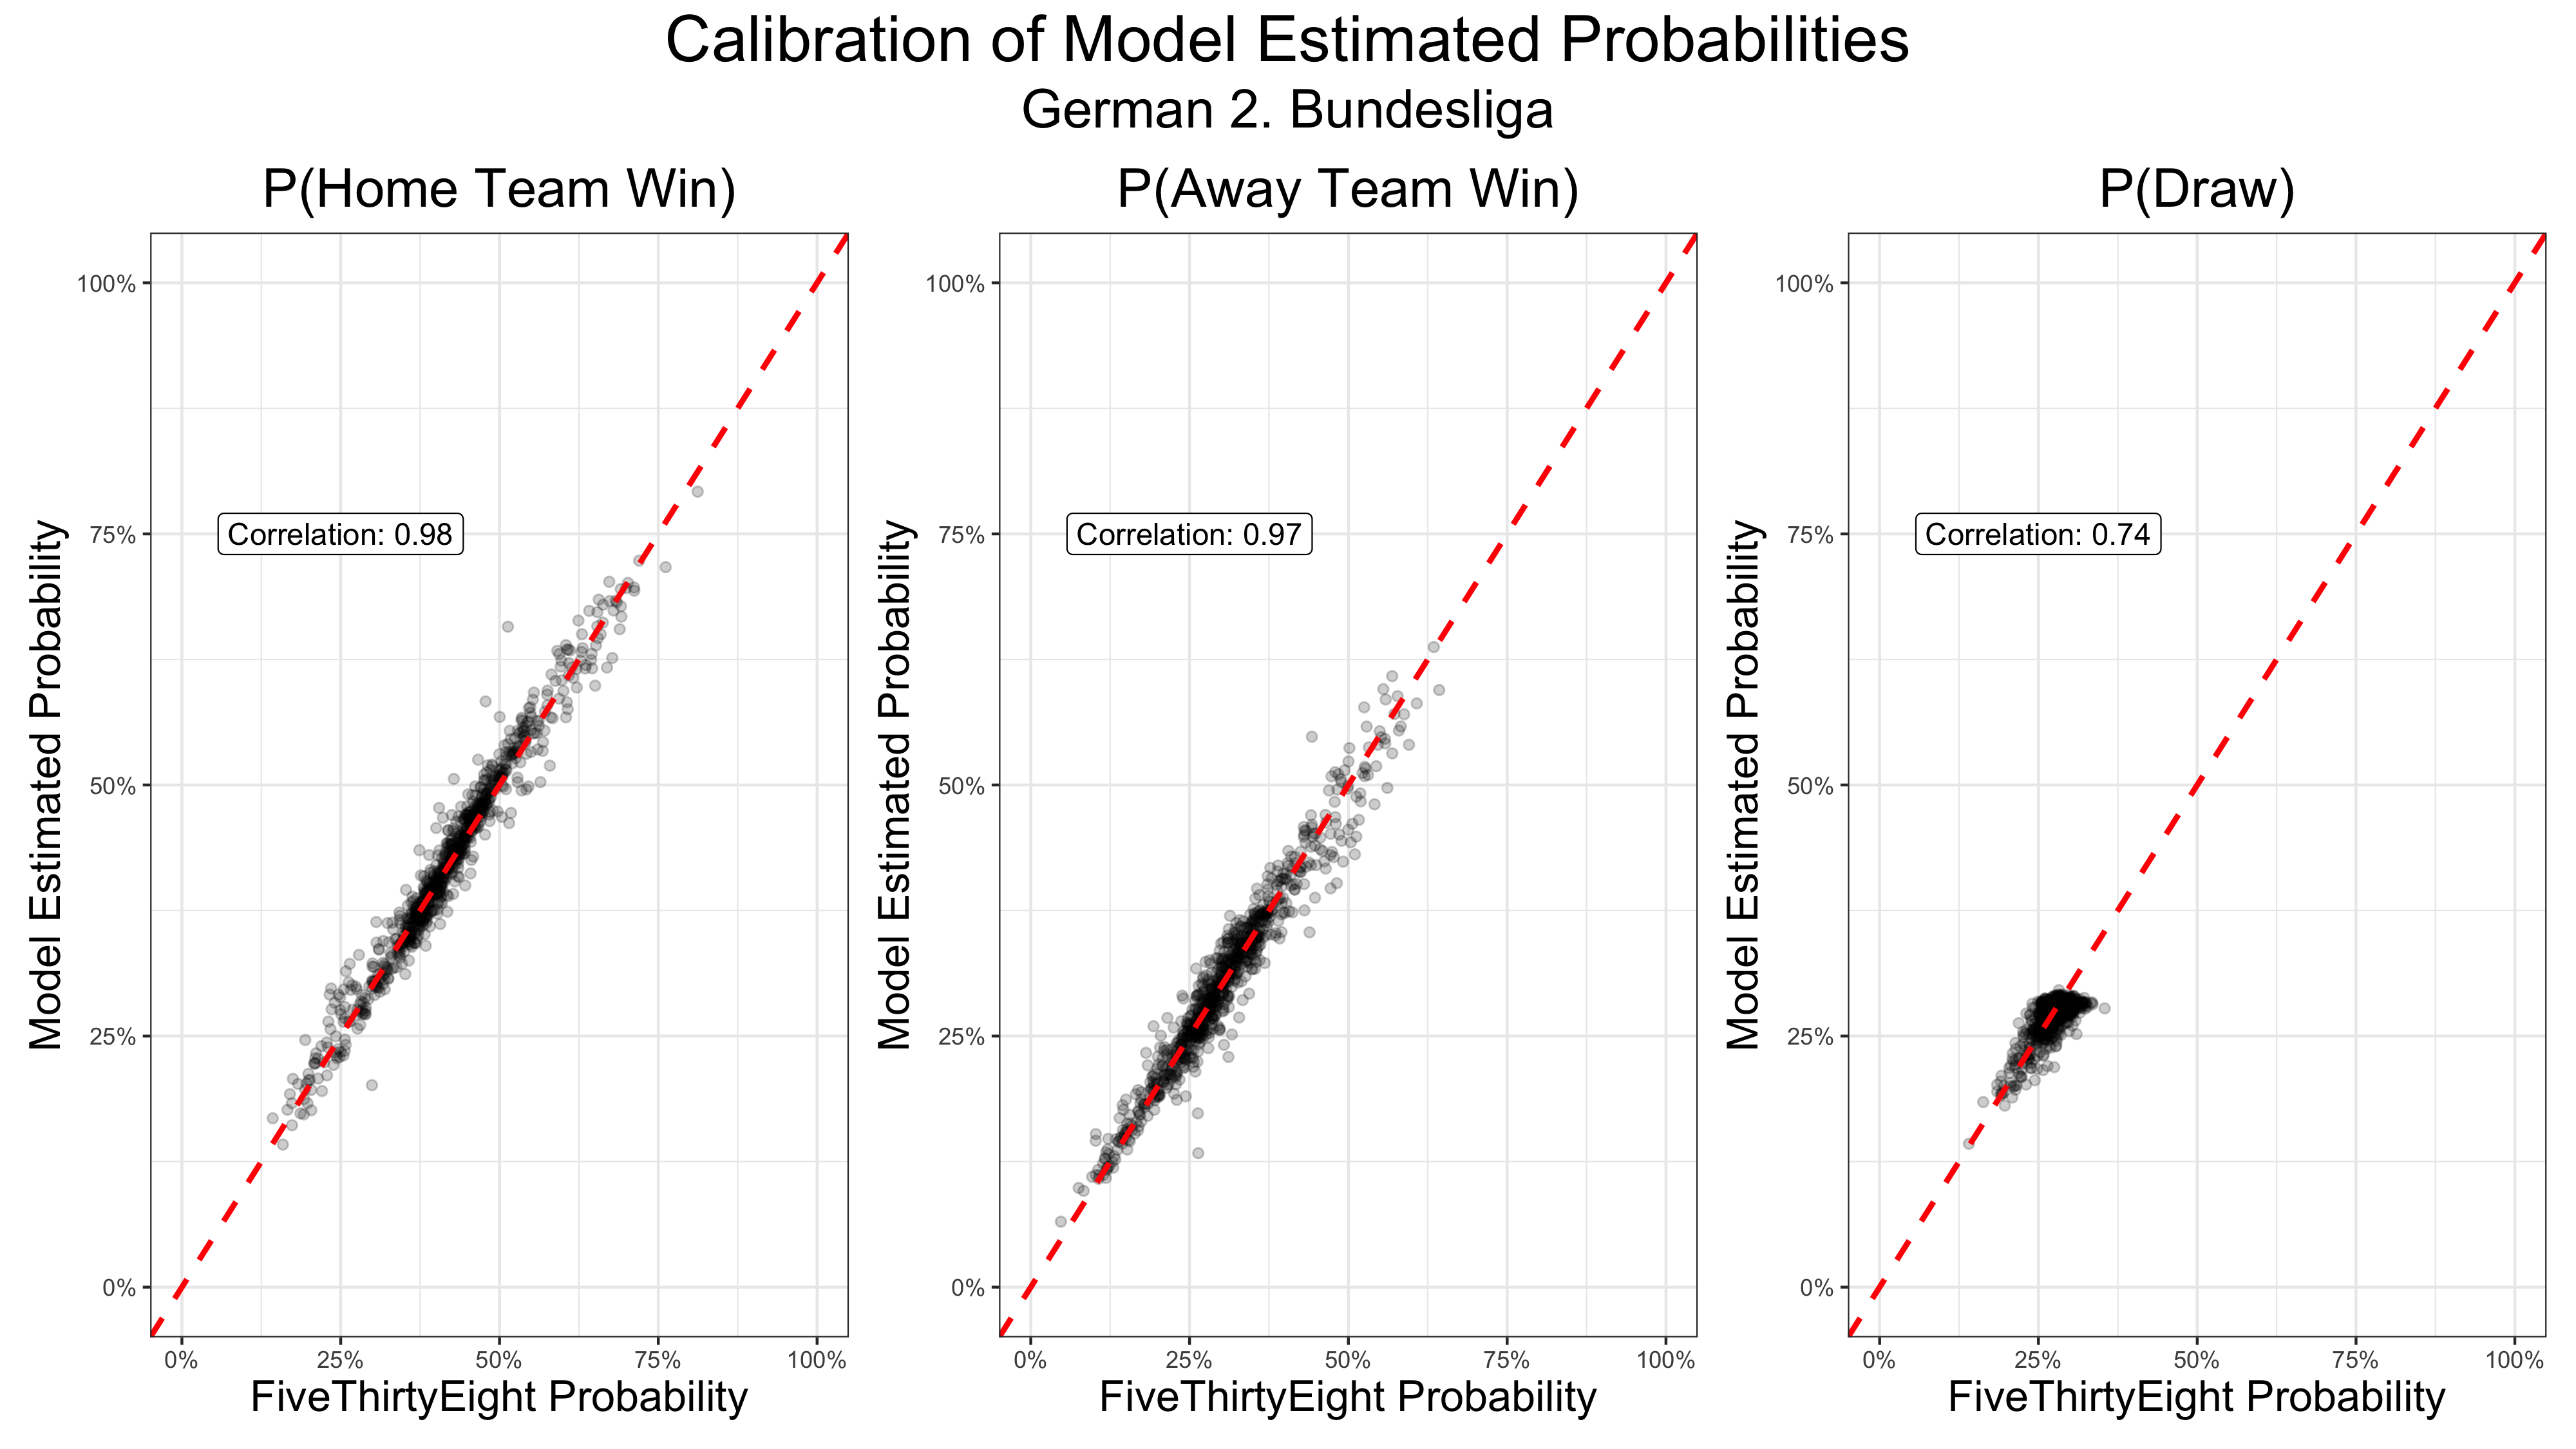 Calibration of Model Estimated Probabilities
German 2. Bundesliga
P(Home Team Win)
Model Estimated Probability
100%
75%
50%
25%
0%
Correlation: 0.98
0% 25% 50% 75% 100%
FiveThirtyEight Probability
P(Away Team Win)
Model Estimated Probability
100%
75%
50%
25%
0%
Correlation: 0.97
0% 25% 50% 75% 100%
FiveThirtyEight Probability
P(Draw)
Model Estimated Probability
100%
75%
50%
25%
0%
Correlation: 0.74
0% 25% 50% 75% 100%
FiveThirtyEight Probability